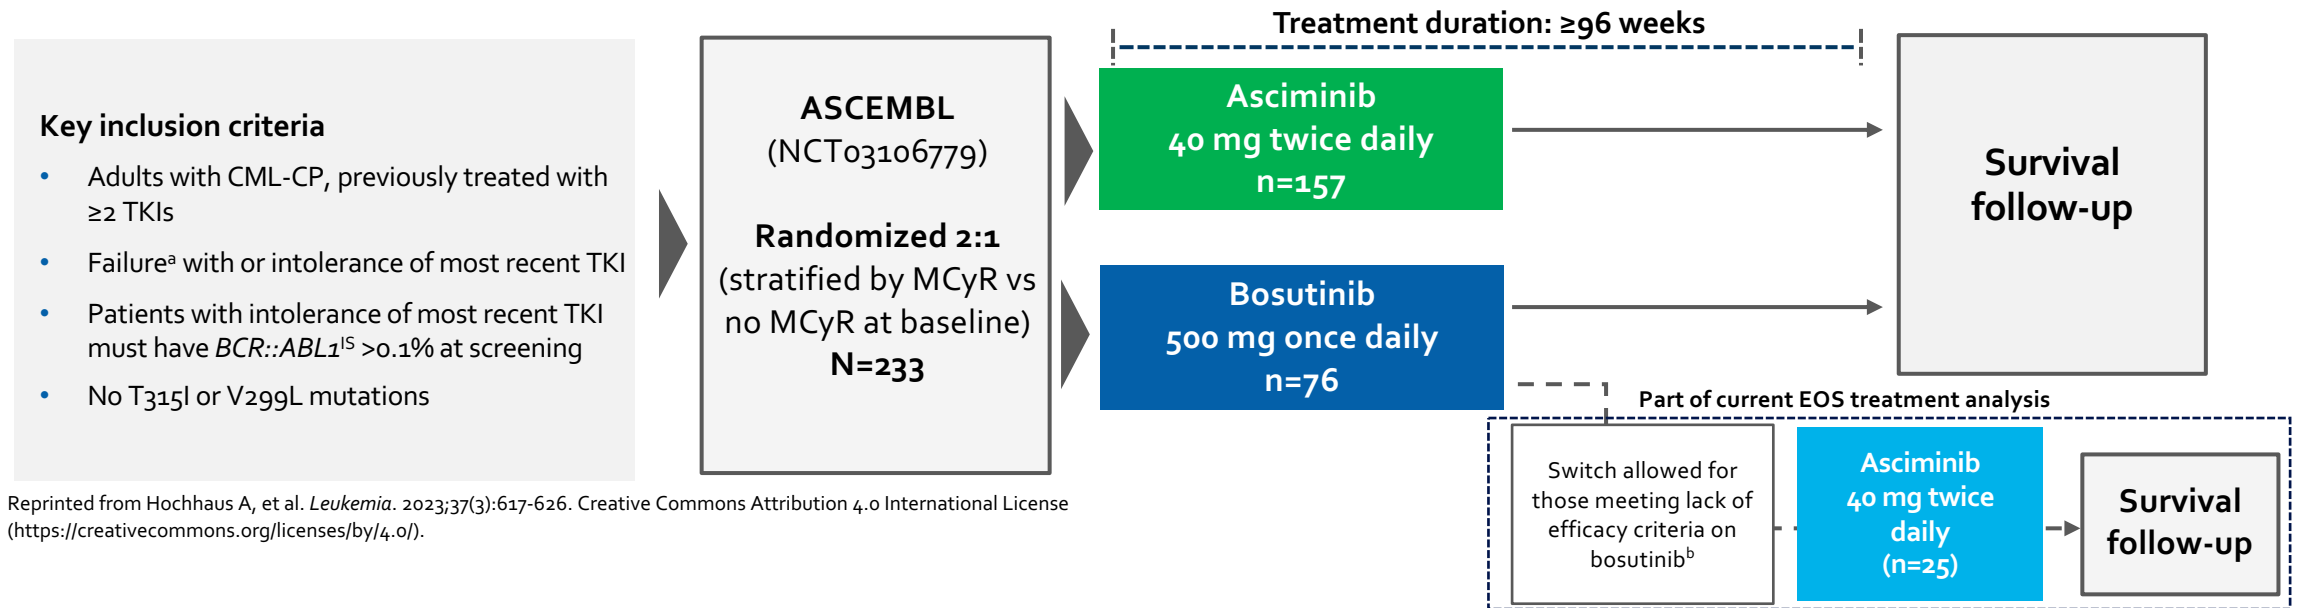 Treatment duration: ≥96 weeks
Key inclusion criteria
• Adults with CML-CP, previously treated with
≥2 TKIs
• Failureᵃ with or intolerance of most recent TKI
• Patients with intolerance of most recent TKI
must have BCR::ABL1ᴵˢ >0.1% at screening
• No T315I or V299L mutations
ASCEMBL
(NCT03106779)
Randomized 2:1
(stratified by MCyR vs
no MCyR at baseline)
N=233
Asciminib
40 mg twice daily
n=157
Bosutinib
500 mg once daily
n=76
Survival
follow-up
Part of current EOS treatment analysis
Switch allowed for
those meeting lack of
efficacy criteria on
bosutinibᵇ
Asciminib
40 mg twice
daily
(n=25)
Survival
follow-up
Reprinted from Hochhaus A, et al. Leukemia. 2023;37(3):617-626. Creative Commons Attribution 4.0 International License
(https://creativecommons.org/licenses/by/4.0/).